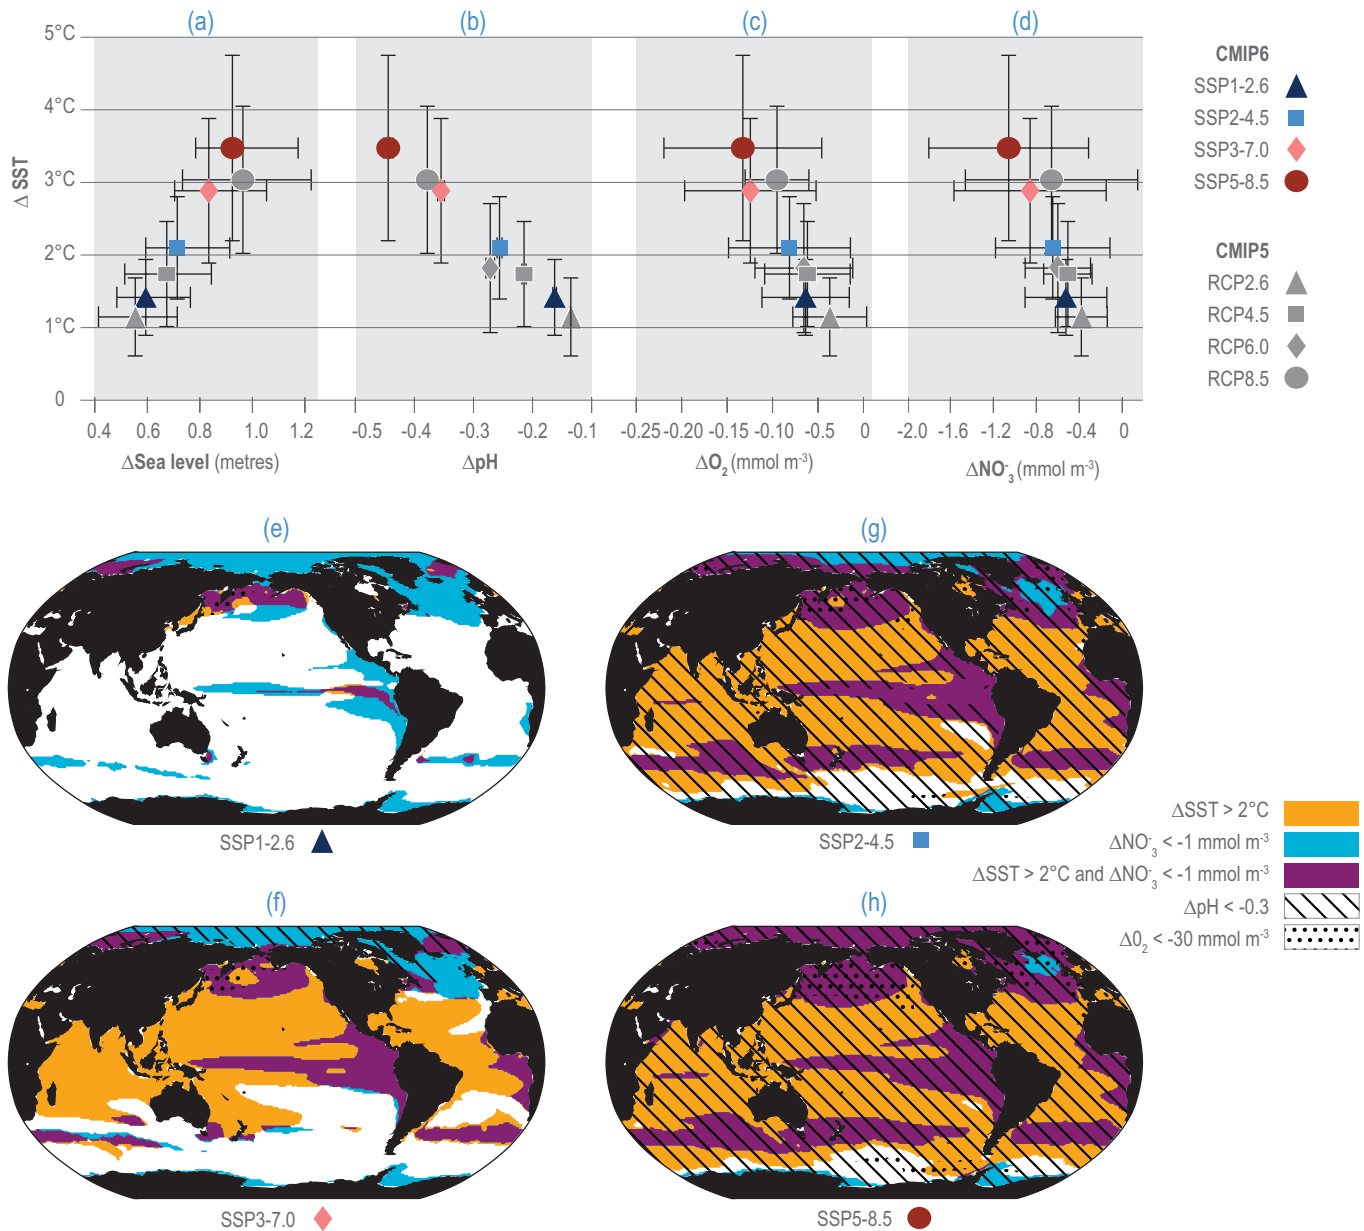 (a) (b) (c) (d)
5°C
4°C
3°C
2°C
1°C
0
Δ SST
0.4 0.6 0.8 1.0 1.2
ΔSea level (metres)
-0.5 -0.4 -0.3 -0.2 -0.1
ΔpH
-0.25 -0.20 -0.15 -0.10 -0.5 0
ΔO₂ (mmol m⁻³)
-2.0 -1.4 -1.0 -0.6 -0.2 0
ΔNO⁻₃ (mmol m⁻³)
CMIP6
SSP1-2.6
SSP2-4.5
SSP3-7.0
SSP5-8.5
CMIP5
RCP2.6
RCP4.5
RCP6.0
RCP8.5
(e) (g)
SSP1-2.6 SSP2-4.5
(f) (h)
SSP3-7.0 SSP5-8.5
ΔSST > 2°C
ΔNO⁻₃ < -1 mmol m⁻³
ΔSST > 2°C and ΔNO⁻₃ < -1 mmol m⁻³
ΔpH < -0.3
Δ0₂ < -30 mmol m⁻³